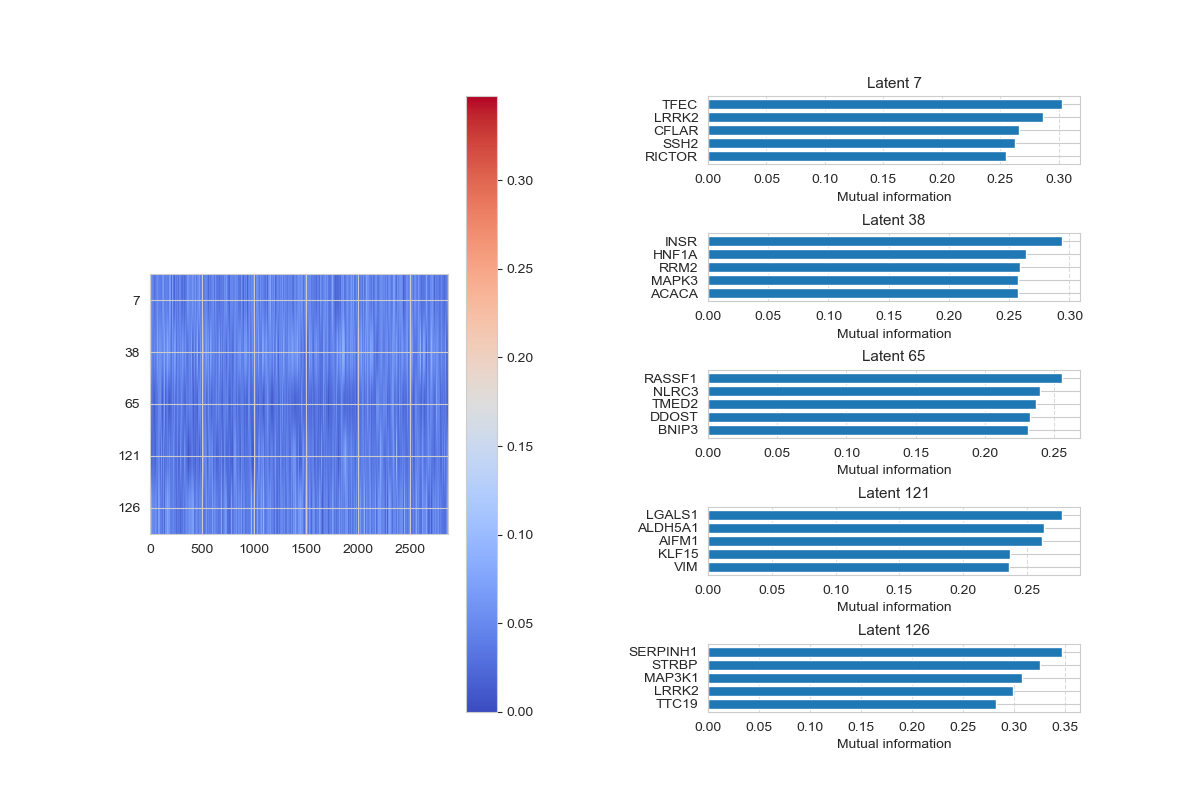 7
38
65
121
126
0 500 1000 1500 2000 2500
0.30
0.25
0.20
0.15
0.10
0.05
0.00
Latent 7
TFEC
LRRK2
CFLAR
SSH2
RICTOR
0.00 0.05 0.10 0.15 0.20 0.25 0.30
Mutual information
Latent 38
INSR
HNF1A
RRM2
MAPK3
ACACA
0.00 0.05 0.10 0.15 0.20 0.25 0.30
Mutual information
Latent 65
RASSF1
NLRC3
TMED2
DDOST
BNIP3
0.00 0.05 0.10 0.15 0.20 0.25
Mutual information
Latent 121
LGALS1
ALDH5A1
AIFM1
KLF15
VIM
0.00 0.05 0.10 0.15 0.20 0.25
Mutual information
Latent 126
SERPINH1
STRBP
MAP3K1
LRRK2
TTC19
0.00 0.05 0.10 0.15 0.20 0.25 0.30 0.35
Mutual information